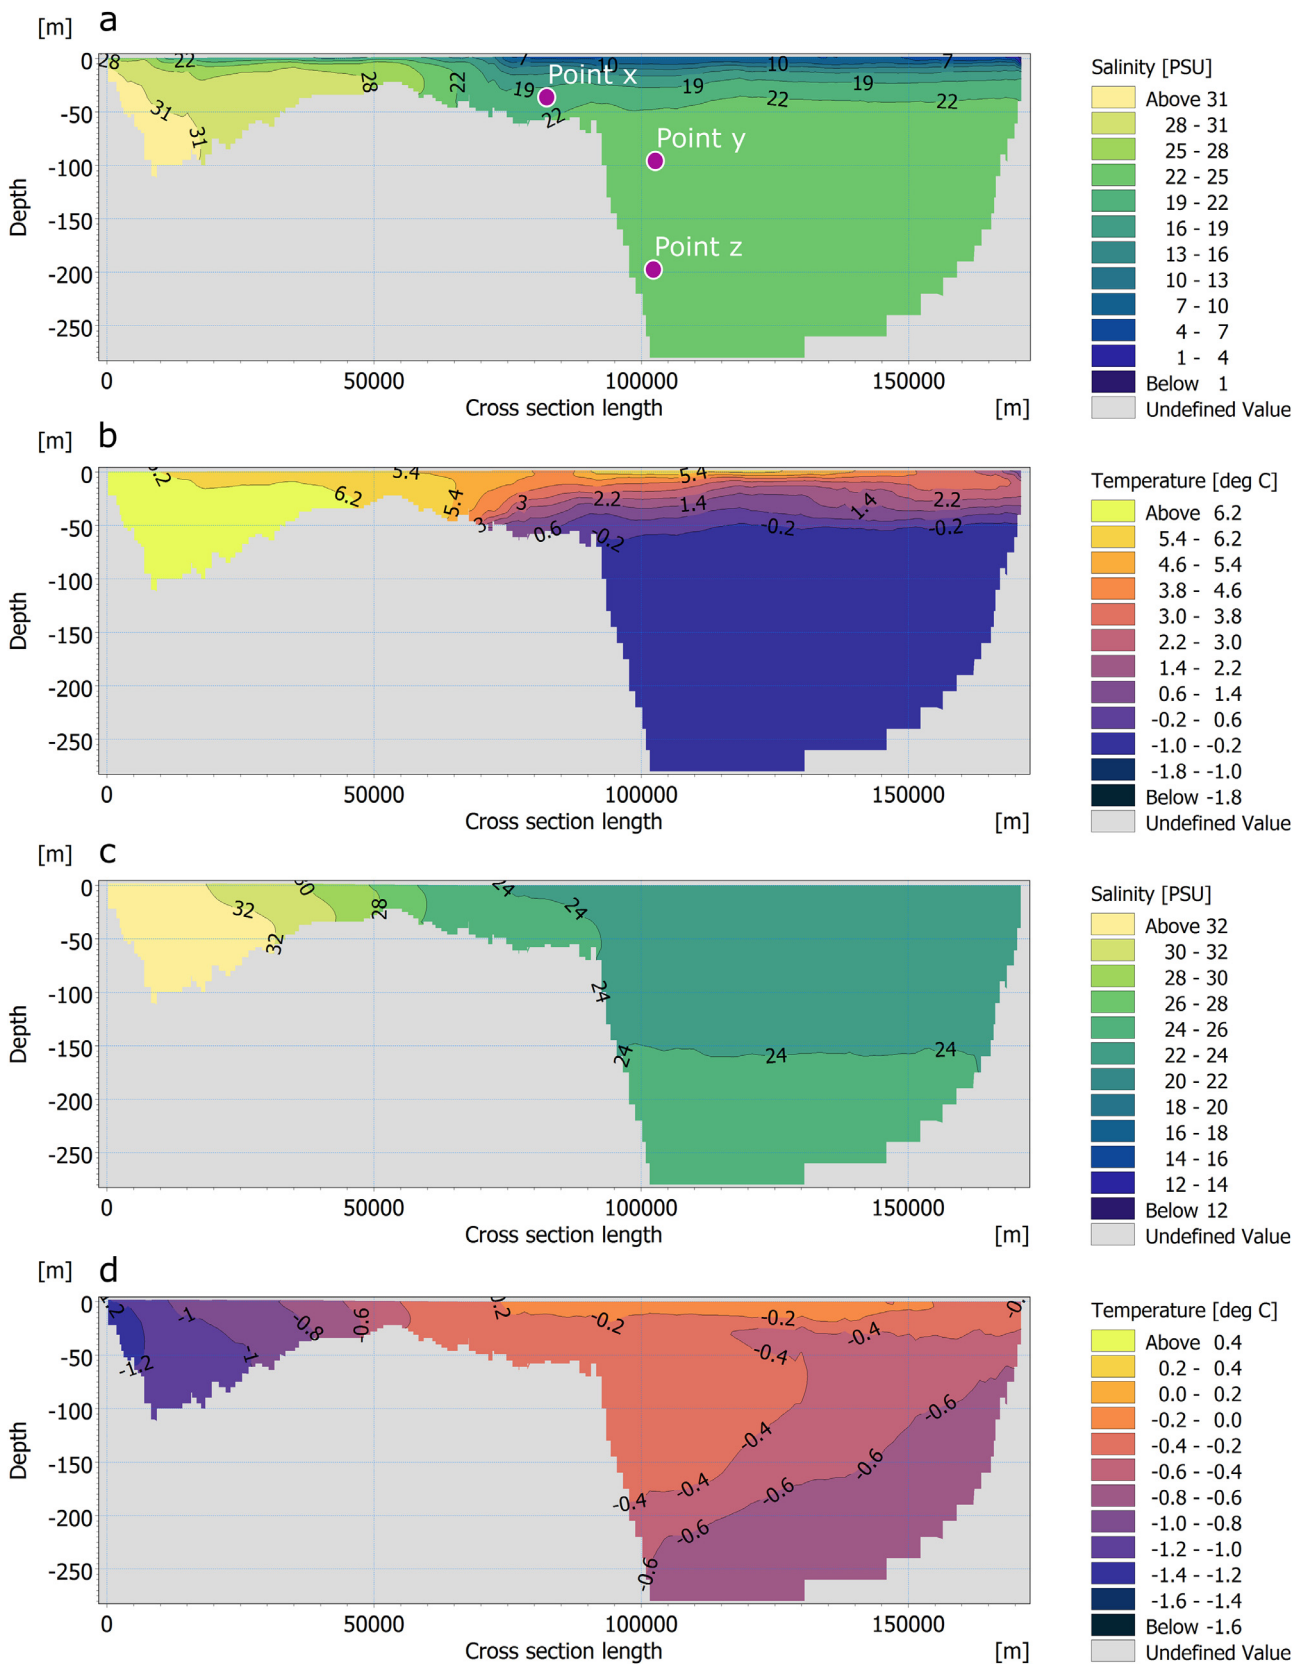 a
[m]
0
-50
-100
-150
-200
-250
Depth
28
22
7
10
10
7
19
19
19
22
28
22
22
22
31
31
Point x
Point y
Point z
0
50000
100000
150000
Cross section length
[m]
Salinity [PSU]
Above 31
28 - 31
25 - 28
22 - 25
19 - 22
16 - 19
13 - 16
10 - 13
7 - 10
4 - 7
1 - 4
Below 1
Undefined Value
b
[m]
0
-50
-100
-150
-200
-250
Depth
5.4
5.4
6.2
5.4
3
3
2.2
1.4
1.4
2.2
0.6
-0.2
-0.2
-0.2
0
50000
100000
150000
Cross section length
[m]
Temperature [deg C]
Above 6.2
5.4 - 6.2
4.6 - 5.4
3.8 - 4.6
3.0 - 3.8
2.2 - 3.0
1.4 - 2.2
0.6 - 1.4
-0.2 - 0.6
-1.0 - -0.2
-1.8 - -1.0
Below -1.8
Undefined Value
c
[m]
0
-50
-100
-150
-200
-250
Depth
32
32
28
24
24
24
24
24
24
0
50000
100000
150000
Cross section length
[m]
Salinity [PSU]
Above 32
30 - 32
28 - 30
26 - 28
24 - 26
22 - 24
20 - 22
18 - 20
16 - 18
14 - 16
12 - 14
Below 12
Undefined Value
d
[m]
0
-50
-100
-150
-200
-250
Depth
-1
-0.8
-0.6
-0.2
-0.2
-0.4
-0.4
-1.2
-1
-0.6
-0.4
-0.6
-0.4
-0.6
-0.4
-0.6
-0.6
0
50000
100000
150000
Cross section length
[m]
Temperature [deg C]
Above 0.4
0.2 - 0.4
0.0 - 0.2
-0.2 - 0.0
-0.4 - -0.2
-0.6 - -0.4
-0.8 - -0.6
-1.0 - -0.8
-1.2 - -1.0
-1.4 - -1.2
-1.6 - -1.4
Below -1.6
Undefined Value